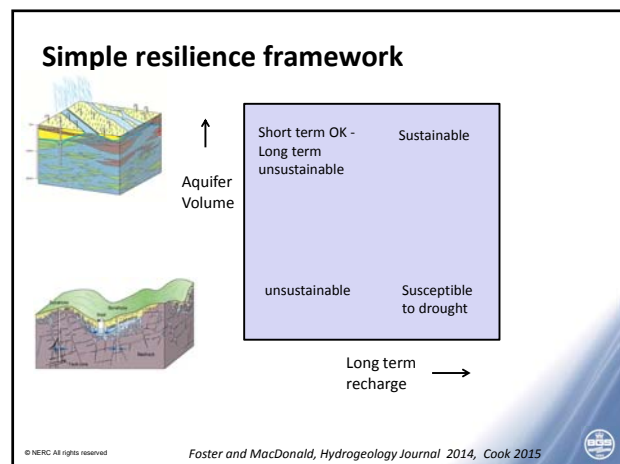 Simple resilience framework
Aquifer
Volume
Short term OK -
Long term
unsustainable
Sustainable
unsustainable
Susceptible
to drought
Long term
recharge
© NERC All rights reserved
Foster and MacDonald, Hydrogeology Journal 2014, Cook 2015
BGS